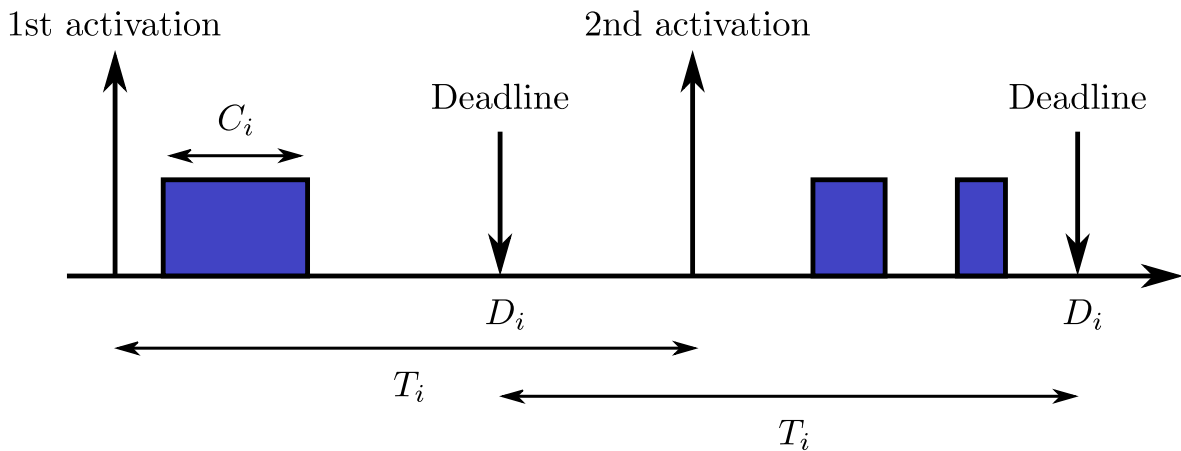 1st activation
2nd activation
Deadline
Deadline
C_i
D_i
D_i
T_i
T_i